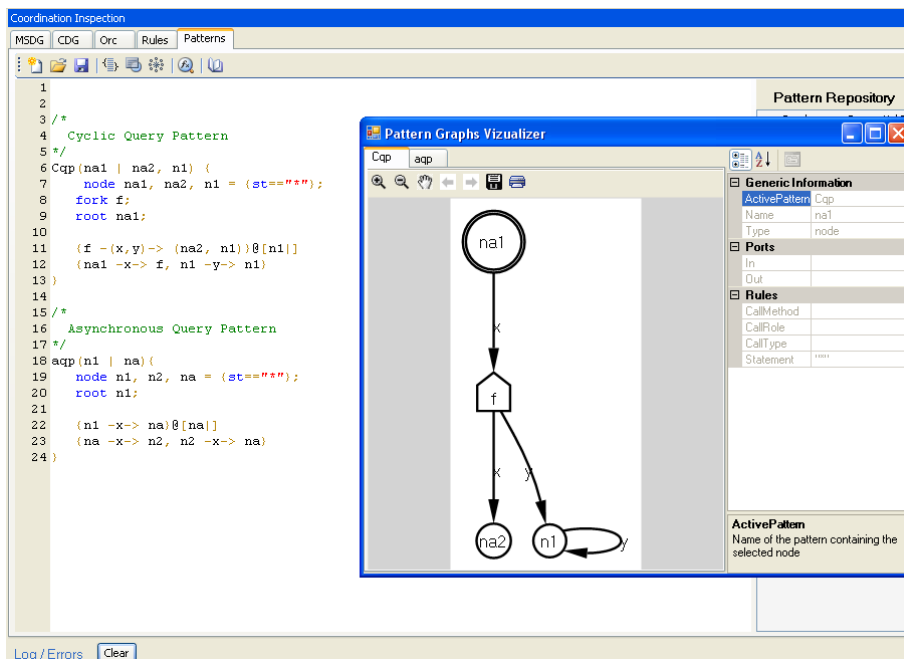 Coordination Inspection
MSDG CDG Orc Rules Patterns
1
2
3 /*
4 Cyclic Query Pattern
5 */
6 Cqp(na1 | na2, n1) {
7 node na1, na2, n1 = {st=="*"};
8 fork f;
9 root na1;
10
11 {f -(x,y)-> (na2, n1)}@[n1|]
12 {na1 -x-> f, n1 -y-> n1}
13 }
14
15 /*
16 Asynchronous Query Pattern
17 */
18 aqp(n1 | na){
19 node n1, n2, na = {st=="*"};
20 root n1;
21
22 {n1 -x-> na}@[na|]
23 {na -x-> n2, n2 -x-> na}
24 }
Pattern Repository
Pattern Graphs Vizualizer
Cqp aqp
na1
x
f
x y
na2 n1 y
Generic Information
ActivePattern Cqp
Name na1
Type node
Ports
In
Out
Rules
CallMethod
CallRole
CallType
Statement ""
ActivePattern
Name of the pattern containing the
selected node
Log / Errors Clear